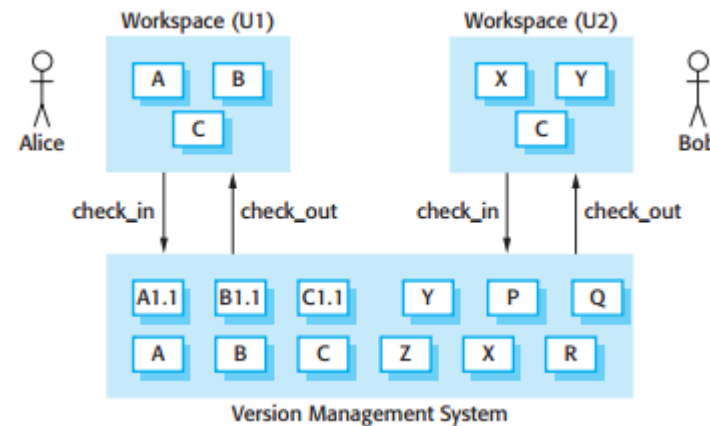 Workspace (U1) Workspace (U2)
A B X Y
C C
Alice Bob
check_in check_out check_in check_out
A1.1 B1.1 C1.1 Y P Q
A B C Z X R
Version Management System